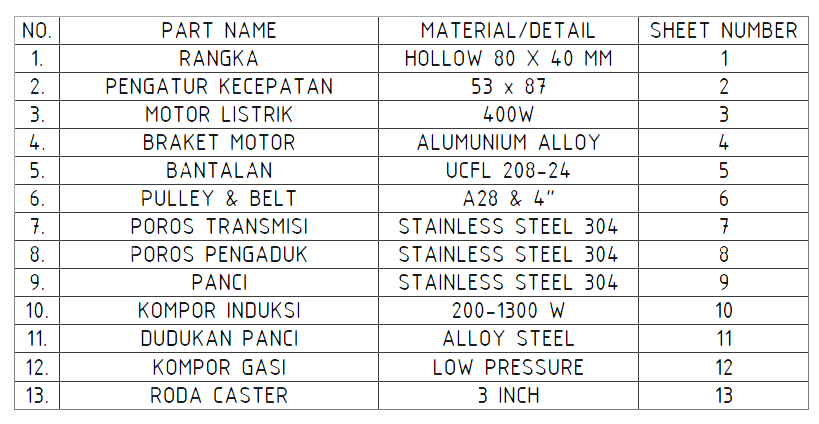 NO. PART NAME MATERIAL/DETAIL SHEET NUMBER
1. RANGKA HOLLOW 80 X 40 MM 1
2. PENGATUR KECEPATAN 53 x 87 2
3. MOTOR LISTRIK 400W 3
4. BRAKET MOTOR ALUMUNIUM ALLOY 4
5. BANTALAN UCFL 208-24 5
6. PULLEY & BELT A28 & 4" 6
7. POROS TRANSMISI STAINLESS STEEL 304 7
8. POROS PENGADUK STAINLESS STEEL 304 8
9. PANCI STAINLESS STEEL 304 9
10. KOMPOR INDUKSI 200-1300 W 10
11. DUDUKAN PANCI ALLOY STEEL 11
12. KOMPOR GASI LOW PRESSURE 12
13. RODA CASTER 3 INCH 13